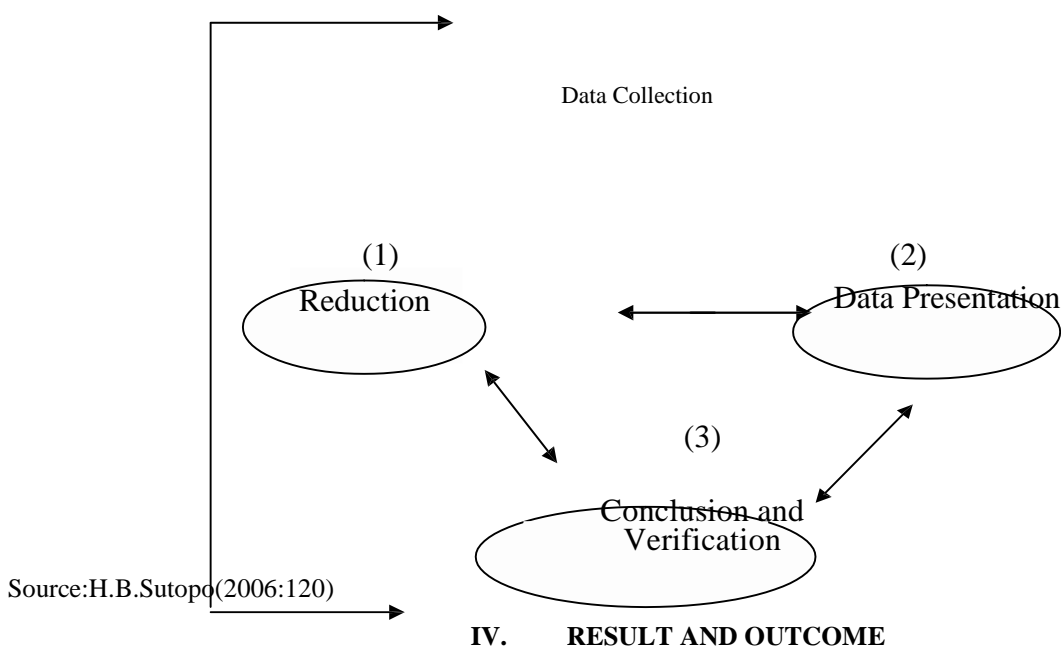 Data Collection
(1)
(2)
Reduction
Data Presentation
(3)
Conclusion and
Verification
Source:H.B.Sutopo(2006:120)
IV. RESULT AND OUTCOME